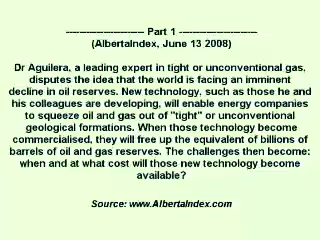 ------------------------ Part 1 ------------------------
(AlbertaIndex, June 13 2008)
Dr Aguilera, a leading expert in tight or unconventional gas,
disputes the idea that the world is facing an imminent
decline in oil reserves. New technology, such as those he and
his colleagues are developing, will enable energy companies
to squeeze oil and gas out of "tight" or unconventional
geological formations. When those technology become
commercialised, they will free up the equivalent of billions of
barrels of oil and gas reserves. The challenges then become:
when and at what cost will those new technology become
available?
Source: www.AlbertaIndex.com